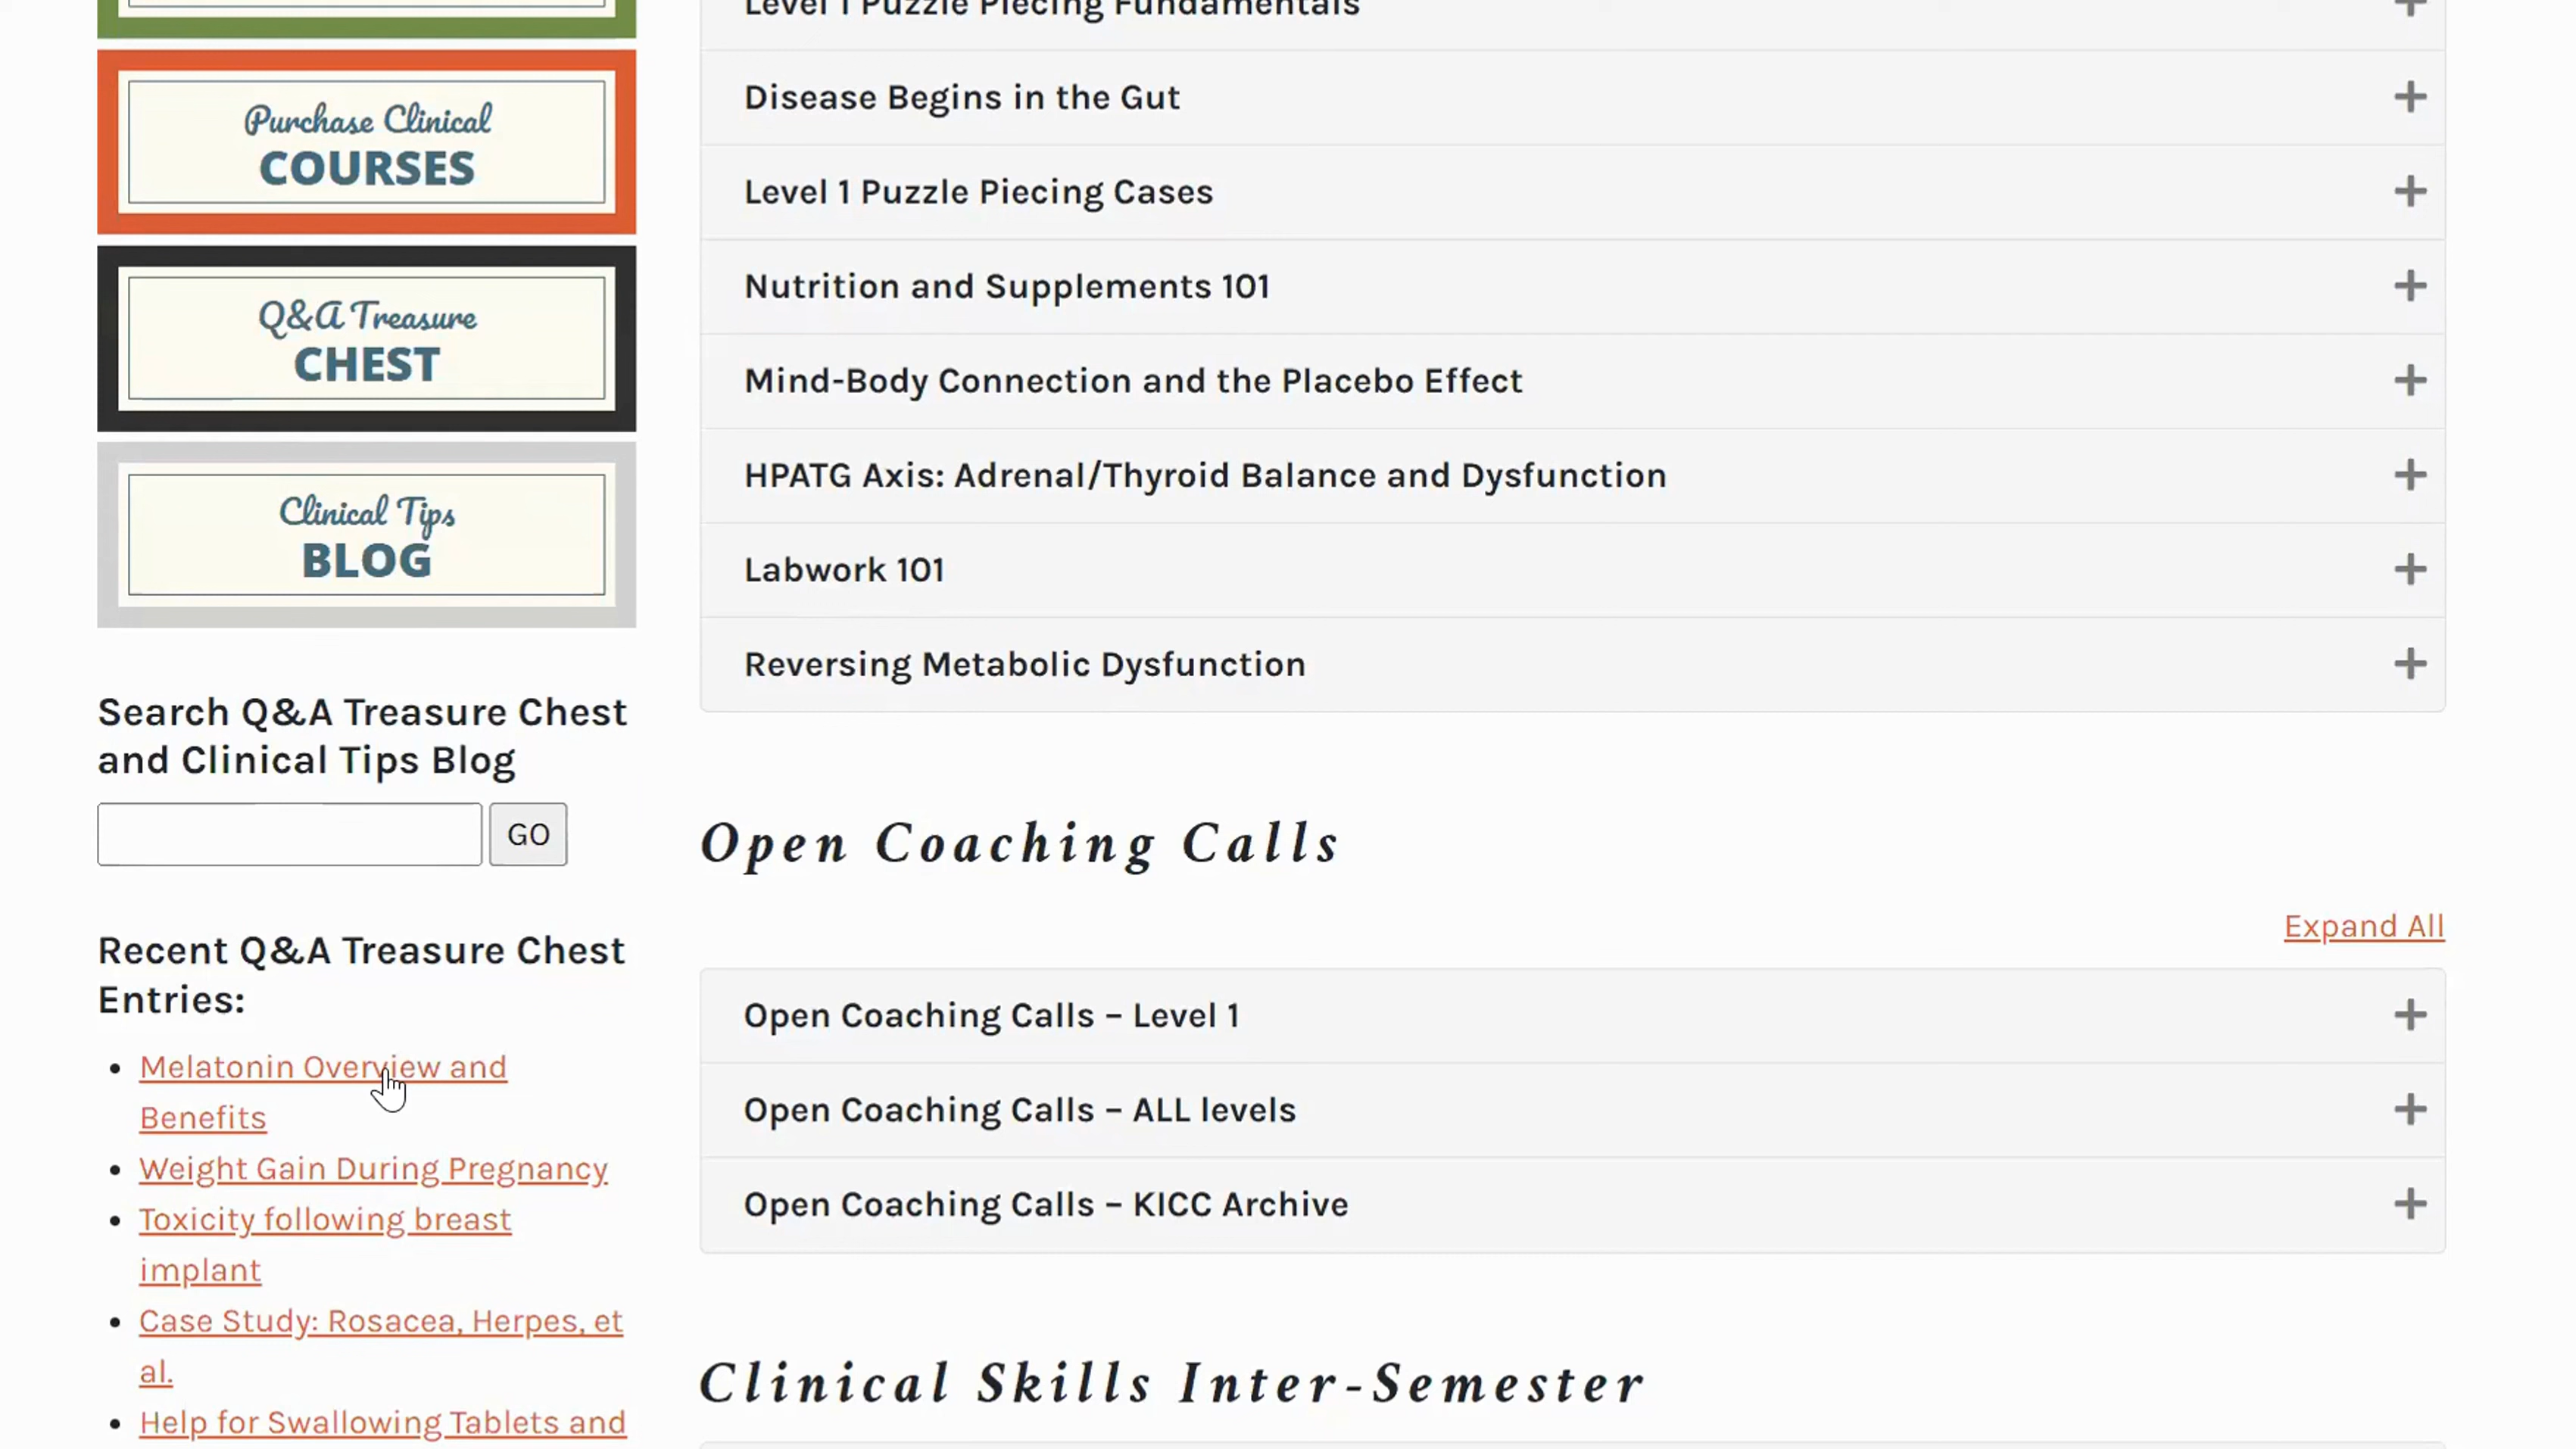 Purchase Clinical
COURSES
Q&A Treasure
CHEST
Clinical Tips
BLOG
Search Q&A Treasure Chest
and Clinical Tips Blog
GO
Recent Q&A Treasure Chest
Entries:
Melatonin Overview and
Benefits
Weight Gain During Pregnancy
Toxicity following breast
implant
Case Study: Rosacea, Herpes, et
al.
Help for Swallowing Tablets and
Level 1 Puzzle Piecing Fundamentals
Disease Begins in the Gut
Level 1 Puzzle Piecing Cases
Nutrition and Supplements 101
Mind-Body Connection and the Placebo Effect
HPATG Axis: Adrenal/Thyroid Balance and Dysfunction
Labwork 101
Reversing Metabolic Dysfunction
Open Coaching Calls
Expand All
Open Coaching Calls – Level 1
Open Coaching Calls – ALL levels
Open Coaching Calls – KICC Archive
Clinical Skills Inter-Semester